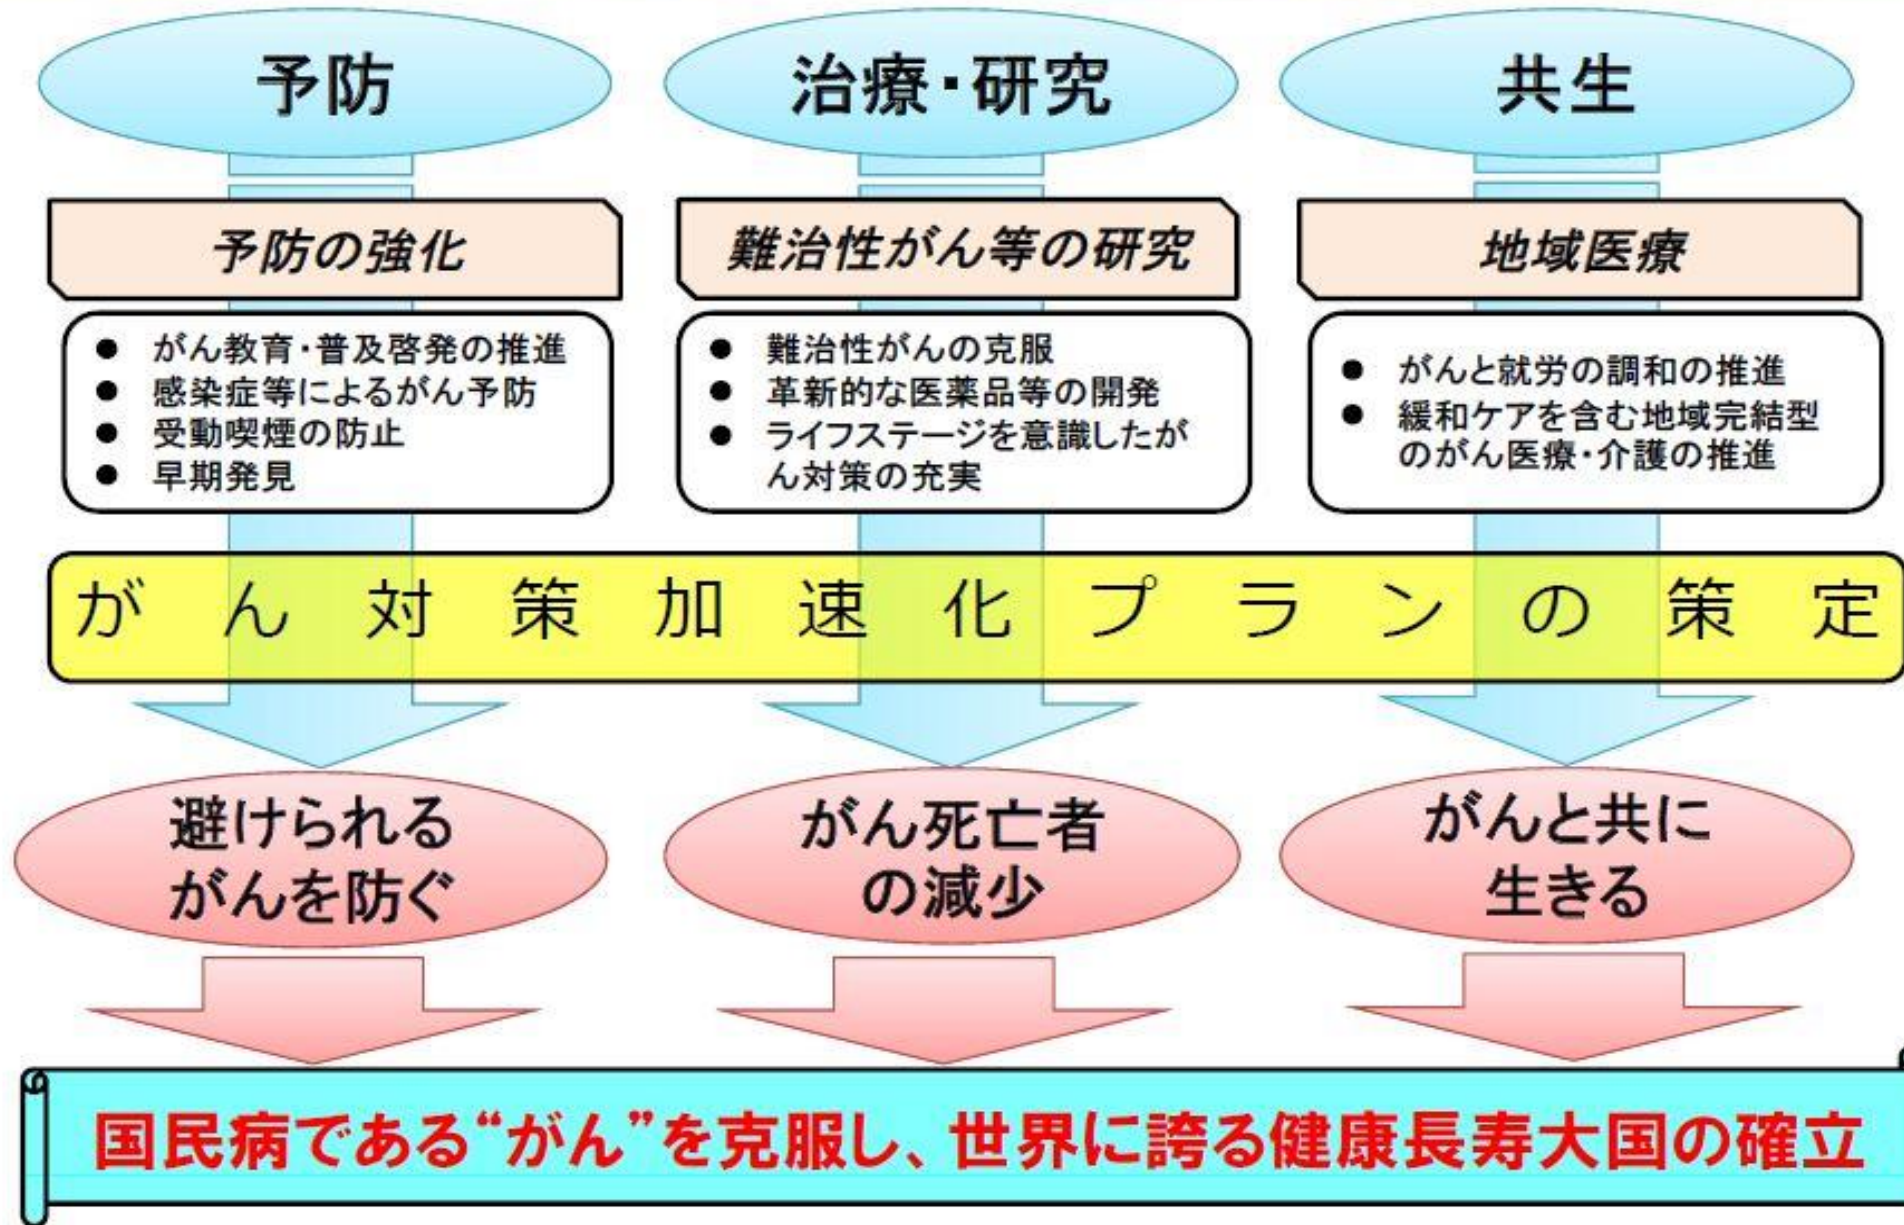 予防
予防の強化
● がん教育・普及啓発の推進
● 感染症等によるがん予防
● 受動喫煙の防止
● 早期発見
治療・研究
難治性がん等の研究
● 難治性がんの克服
● 革新的な医薬品等の開発
● ライフステージを意識したが
ん対策の充実
共生
地域医療
● がんと就労の調和の推進
● 緩和ケアを含む地域完結型
のがん医療・介護の推進
がん対策加速化プランの策定
避けられる
がんを防ぐ
がん死亡者
の減少
がんと共に
生きる
国民病である“がん”を克服し、世界に誇る健康長寿大国の確立